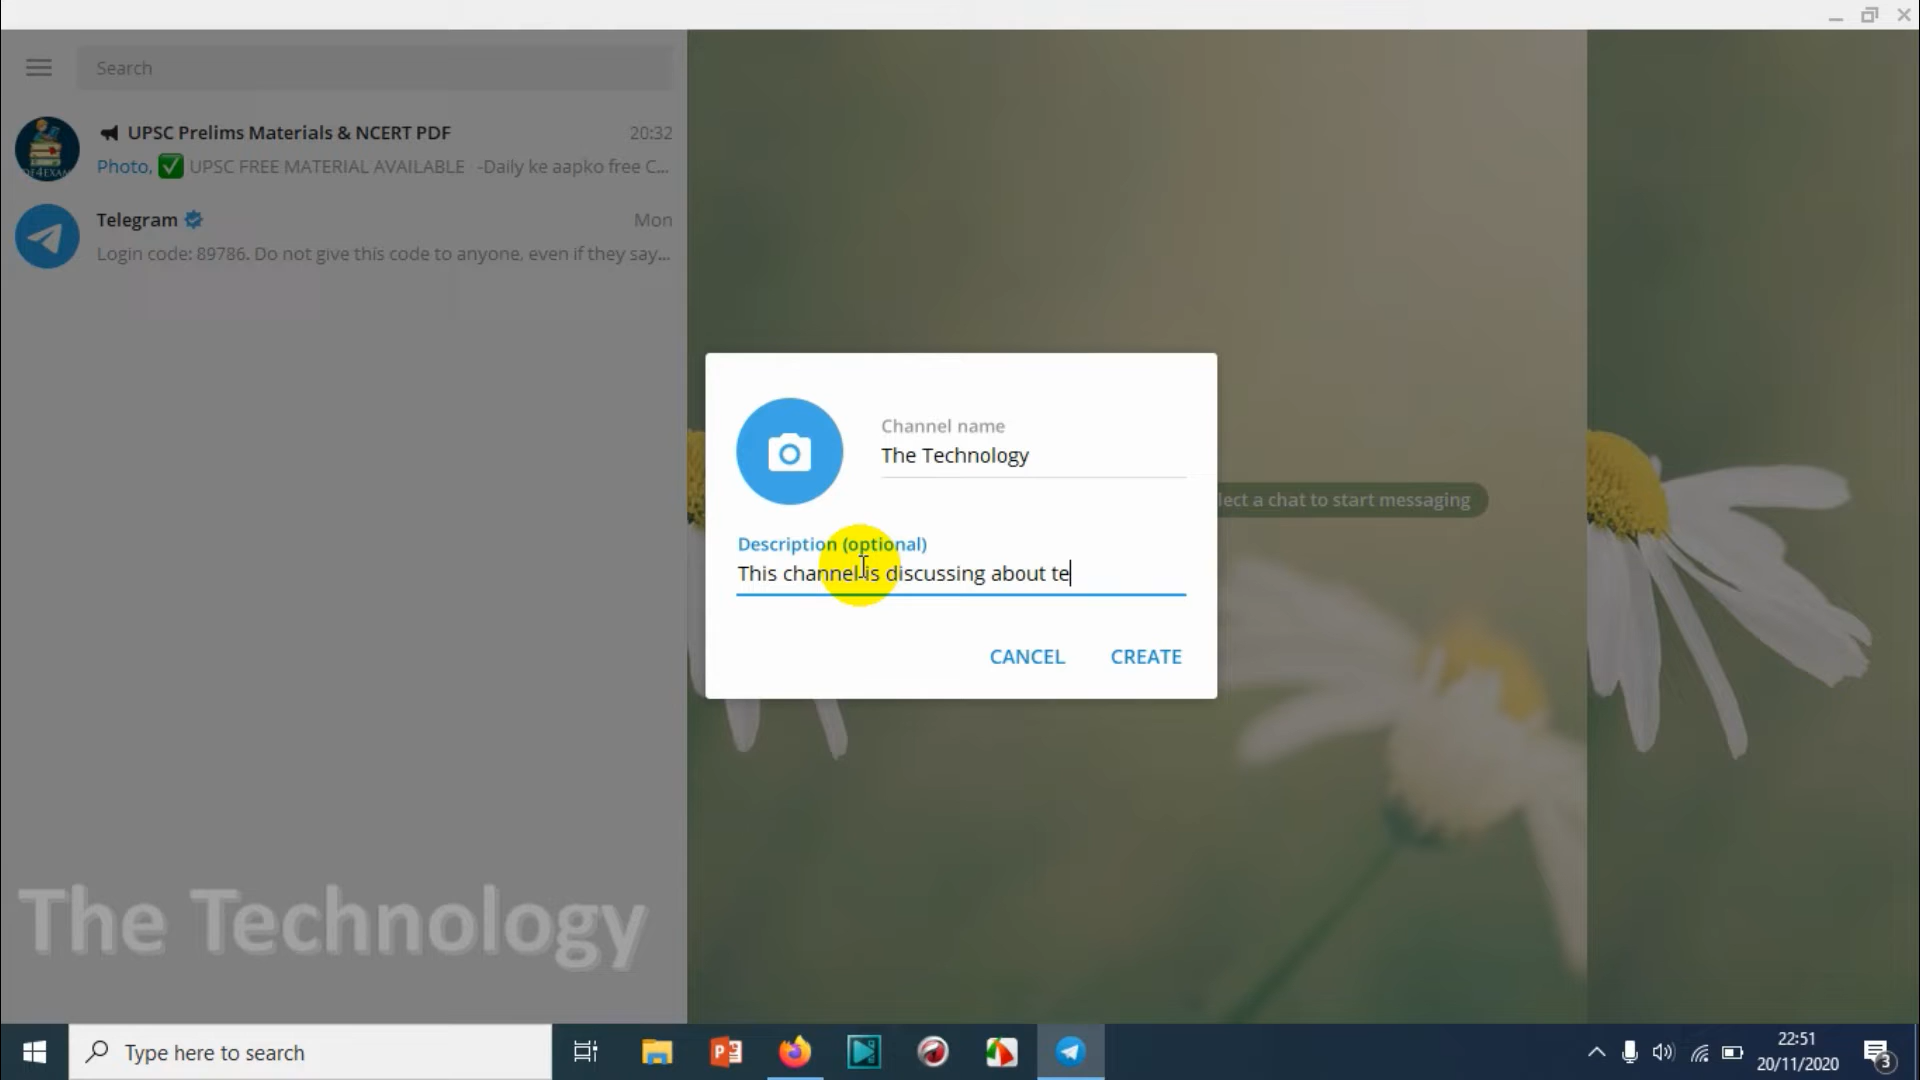 Search
UPSC Prelims Materials & NCERT PDF 20:32
Photo, ✅ UPSC FREE MATERIAL AVAILABLE -Daily ke aapko free C...
Telegram Mon
Login code: 89786. Do not give this code to anyone, even if they say...
Channel name
The Technology
lect a chat to start messaging
Description (optional)
This channel is discussing about te
CANCEL CREATE
The Technology
Type here to search
22:51
20/11/2020
3